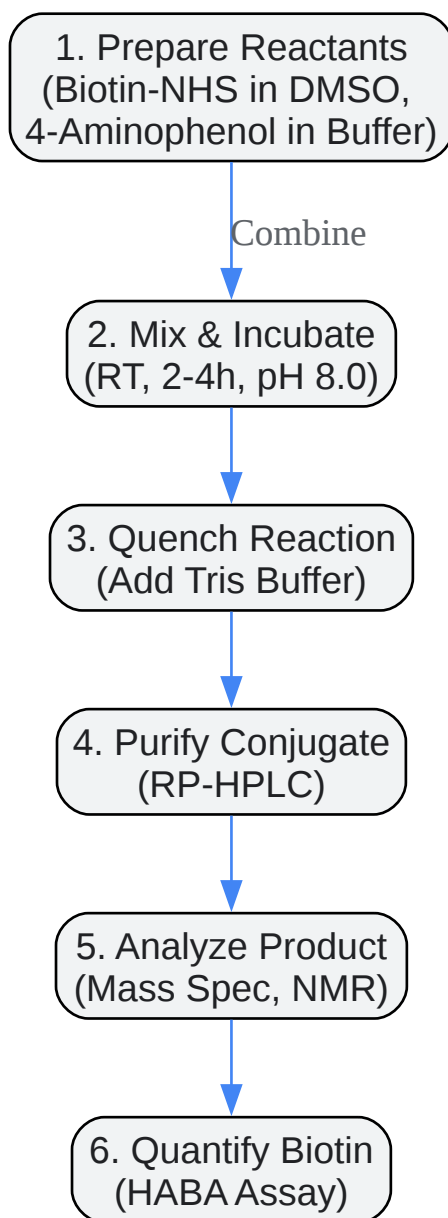 1. Prepare Reactants
(Biotin-NHS in DMSO,
4-Aminophenol in Buffer)
Combine
2. Mix & Incubate
(RT, 2-4h, pH 8.0)
3. Quench Reaction
(Add Tris Buffer)
4. Purify Conjugate
(RP-HPLC)
5. Analyze Product
(Mass Spec, NMR)
6. Quantify Biotin
(HABA Assay)